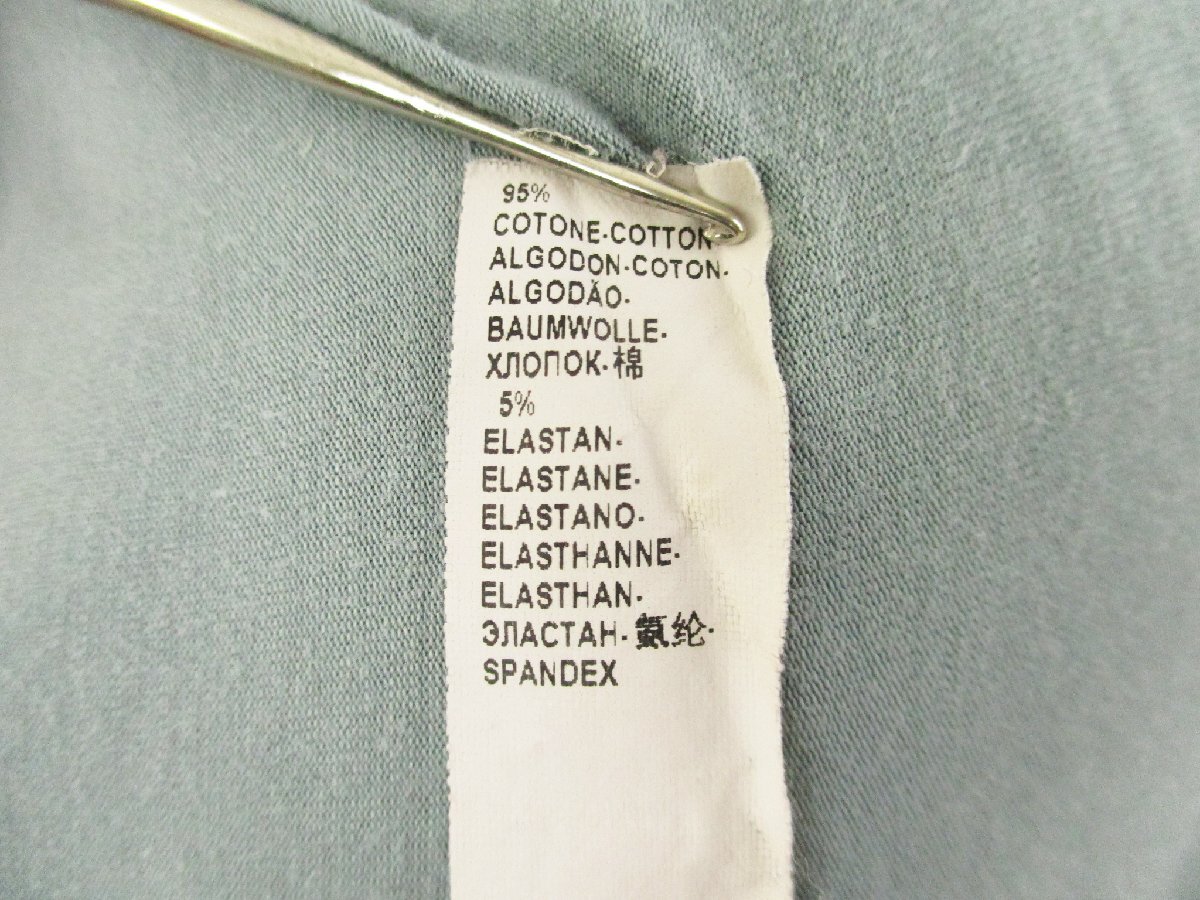 95%
COTONE-COTTON
ALGODON-COTON-
ALGODÃO-
BAUMWOLLE-
ХЛОПОК-棉
5%
ELASTAN-
ELASTANE-
ELASTANO-
ELASTHANNE-
ELASTHAN-
ЭЛАСТАН-氨纶-
SPANDEX